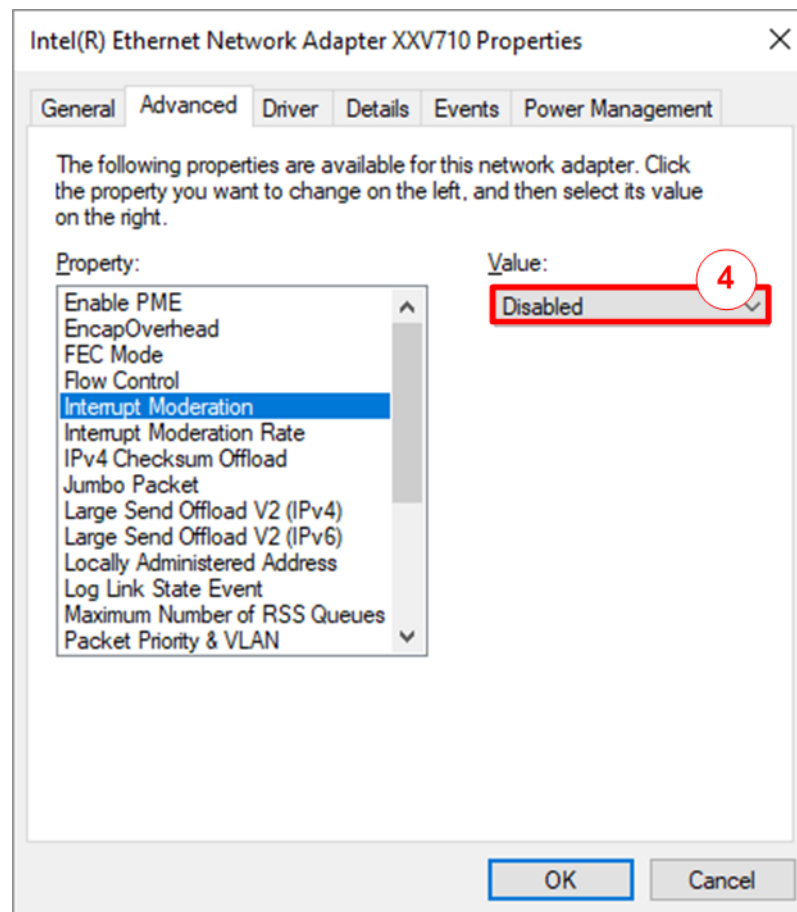 Intel(R) Ethernet Network Adapter XXV710 Properties
General Advanced Driver Details Events Power Management
The following properties are available for this network adapter. Click
the property you want to change on the left, and then select its value
on the right.
Property:
Value:
4
Enable PME
Disabled
EncapOverhead
FEC Mode
Flow Control
Interrupt Moderation
Interrupt Moderation Rate
IPv4 Checksum Offload
Jumbo Packet
Large Send Offload V2 (IPv4)
Large Send Offload V2 (IPv6)
Locally Administered Address
Log Link State Event
Maximum Number of RSS Queues
Packet Priority & VLAN
OK
Cancel